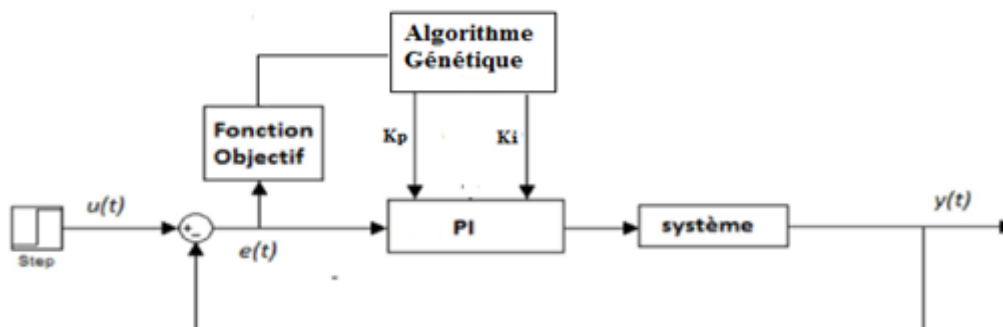 Algorithme
Génétique
Fonction
Objectif
Kp
Ki
u(t)
+
-
e(t)
PI
système
y(t)
Step